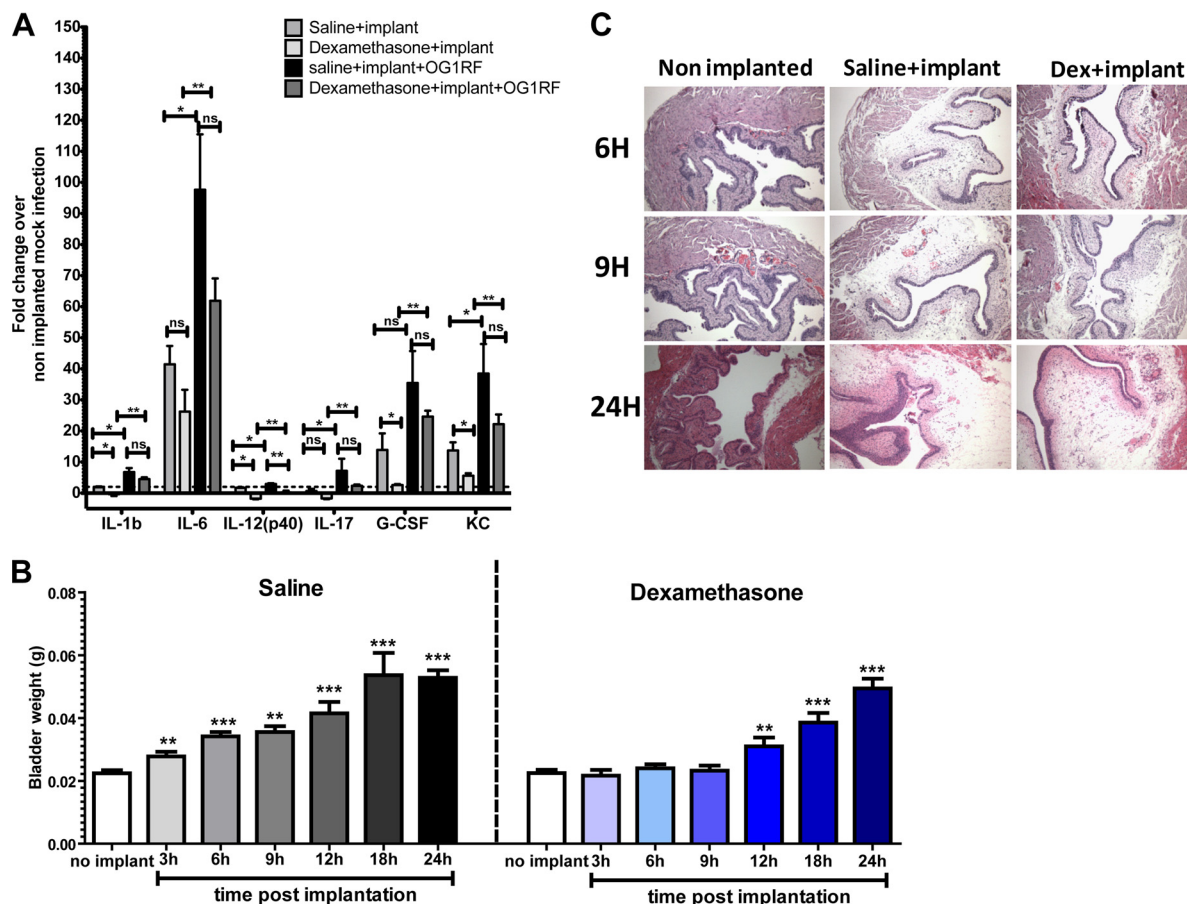 A
150
140
130
120
110
100
90
80
70
60
50
40
30
20
10
0
Fold change over
non implanted mock infection
Saline+implant
Dexamethasone+implant
saline+implant+OG1RF
Dexamethasone+implant+OG1RF
**
*
ns
ns
**
*
*
ns
**
*
*
**
**
*
ns
ns
**
ns
*
ns
**
*
*
ns
IL-1b IL-6 IL-12(p40) IL-17 G-CSF KC
C
Non implanted Saline+implant Dex+implant
6H
9H
24H
B
Saline
Dexamethasone
Bladder weight (g)
0.08
0.06
0.04
0.02
0.00
** *** ** *** *** ***
** *** ***
no implant 3h 6h 9h 12h 18h 24h
time post implantation
no implant 3h 6h 9h 12h 18h 24h
time post implantation